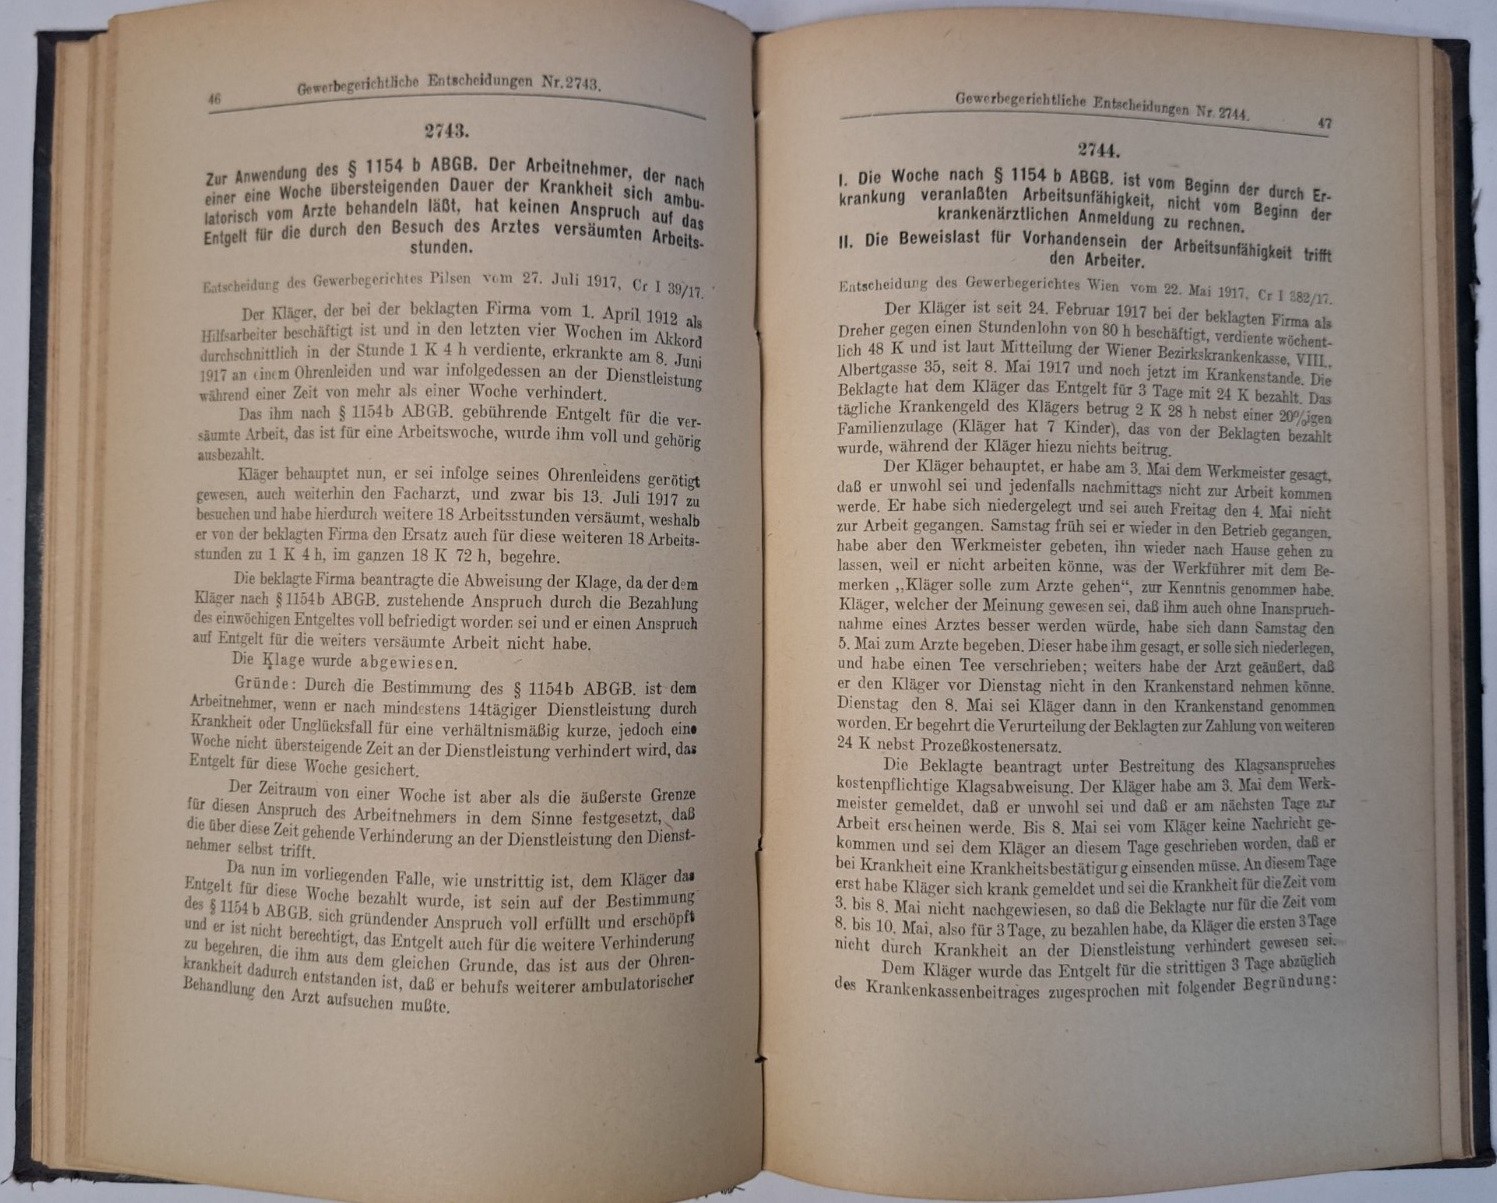 46
Gewerbegerichtliche Entscheidungen Nr. 2743.
2743.
Zur Anwendung des § 1154 b ABGB. Der Arbeitnehmer, der nach
einer eine Woche übersteigenden Dauer der Krankheit sich ambu-
latorisch vom Arzte behandeln läßt, hat keinen Anspruch auf das
Entgelt für die durch den Besuch des Arztes versäumten Arbeits-
stunden.
Entscheidung des Gewerbegerichtes Pilsen vom 27. Juli 1917, Cr I 39/17.
Der Kläger, der bei der beklagten Firma vom 1. April 1912 als
Hilfsarbeiter beschäftigt ist und in den letzten vier Wochen im Akkord
durchschnittlich in der Stunde 1 K 4 h verdiente, erkrankte am 8. Juni
1917 an einem Ohrenleiden und war infolgedessen an der Dienstleistung
während einer Zeit von mehr als einer Woche verhindert.
Das ihm nach § 1154b ABGB. gebührende Entgelt für die ver-
säumte Arbeit, das ist für eine Arbeitswoche, wurde ihm voll und gehörig
ausbezahlt.
Kläger behauptet nun, er sei infolge seines Ohrenleidens gerötigt
gewesen, auch weiterhin den Facharzt, und zwar bis 13. Juli 1917 zu
besuchen und habe hierdurch weitere 18 Arbeitsstunden versäumt, weshalb
er von der beklagten Firma den Ersatz auch für diese weiteren 18 Arbeits-
stunden zu 1 K 4 h, im ganzen 18 K 72 h, begehre.
Die beklagte Firma beantragte die Abweisung der Klage, da der dem
Kläger nach § 1154b ABGB. zustehende Anspruch durch die Bezahlung
des einwöchigen Entgeltes voll befriedigt worden sei und er einen Anspruch
auf Entgelt für die weiters versäumte Arbeit nicht habe.
Die Klage wurde abgewiesen.
Gründe: Durch die Bestimmung des § 1154b ABGB. ist dem
Arbeitnehmer, wenn er nach mindestens 14tägiger Dienstleistung durch
Krankheit oder Unglücksfall für eine verhältnismäßig kurze, jedoch eine
Woche nicht übersteigende Zeit an der Dienstleistung verhindert wird, das
Entgelt für diese Woche gesichert.
Der Zeitraum von einer Woche ist aber als die äußerste Grenze
für diesen Anspruch des Arbeitnehmers in dem Sinne festgesetzt, daß
die über diese Zeit gehende Verhinderung an der Dienstleistung den Dienst-
nehmer selbst trifft.
Da nun im vorliegenden Falle, wie unstrittig ist, dem Kläger das
Entgelt für diese Woche bezahlt wurde, ist sein auf der Bestimmung
des § 1154 b ABGB. sich gründender Anspruch voll erfüllt und erschöpft
und er ist nicht berechtigt, das Entgelt auch für die weitere Verhinderung
zu begehren, die ihm aus dem gleichen Grunde, das ist aus der Ohren-
krankheit dadurch entstanden ist, daß er behufs weiterer ambulatorischer
Behandlung den Arzt aufsuchen mußte.
Gewerbegerichtliche Entscheidungen Nr. 2744.
47
2744.
I. Die Woche nach § 1154 b ABGB. ist vom Beginn der durch Er-
krankung veranlaßten Arbeitsunfähigkeit, nicht vom Beginn der
krankenärztlichen Anmeldung zu rechnen.
II. Die Beweislast für Vorhandensein der Arbeitsunfähigkeit trifft
den Arbeiter.
Entscheidung des Gewerbegerichtes Wien vom 22. Mai 1917, Cr I 382/17.
Der Kläger ist seit 24. Februar 1917 bei der beklagten Firma als
Dreher gegen einen Stundenlohn von 80 h beschäftigt, verdiente wöchent-
lich 48 K und ist laut Mitteilung der Wiener Bezirkskrankenkasse, VIII.,
Albertgasse 35, seit 8. Mai 1917 und noch jetzt im Krankenstande. Die
Beklagte hat dem Kläger das Entgelt für 3 Tage mit 24 K bezahlt. Das
tägliche Krankengeld des Klägers betrug 2 K 28 h nebst einer 20%igen
Familienzulage (Kläger hat 7 Kinder), das von der Beklagten bezahlt
wurde, während der Kläger hiezu nichts beitrug.
Der Kläger behauptet, er habe am 3. Mai dem Werkmeister gesagt,
daß er unwohl sei und jedenfalls nachmittags nicht zur Arbeit kommen
werde. Er habe sich niedergelegt und sei auch Freitag den 4. Mai nicht
zur Arbeit gegangen. Samstag früh sei er wieder in den Betrieb gegangen,
habe aber den Werkmeister gebeten, ihn wieder nach Hause gehen zu
lassen, weil er nicht arbeiten könne, was der Werkführer mit dem Be-
merken „Kläger solle zum Arzte gehen“, zur Kenntnis genommen habe.
Kläger, welcher der Meinung gewesen sei, daß ihm auch ohne Inanspruch-
nahme eines Arztes besser werden würde, habe sich dann Samstag den
5. Mai zum Arzte begeben. Dieser habe ihm gesagt, er solle sich niederlegen,
und habe einen Tee verschrieben; weiters habe der Arzt geäußert, daß
er den Kläger vor Dienstag nicht in den Krankenstand nehmen könne.
Dienstag den 8. Mai sei Kläger dann in den Krankenstand genommen
worden. Er begehrt die Verurteilung der Beklagten zur Zahlung von weiteren
24 K nebst Prozeßkostenersatz.
Die Beklagte beantragt unter Bestreitung des Klagsanspruches
kostenpflichtige Klagsabweisung. Der Kläger habe am 3. Mai dem Werk-
meister gemeldet, daß er unwohl sei und daß er am nächsten Tage zur
Arbeit erscheinen werde. Bis 8. Mai sei vom Kläger keine Nachricht ge-
kommen und sei dem Kläger an diesem Tage geschrieben worden, daß er
bei Krankheit eine Krankheitsbestätigung einsenden müsse. An diesem Tage
erst habe Kläger sich krank gemeldet und sei die Krankheit für die Zeit vom
3. bis 8. Mai nicht nachgewiesen, so daß die Beklagte nur für die Zeit vom
8. bis 10. Mai, also für 3 Tage, zu bezahlen habe, da Kläger die ersten 3 Tage
nicht durch Krankheit an der Dienstleistung verhindert gewesen sei.
Dem Kläger wurde das Entgelt für die strittigen 3 Tage abzüglich
des Krankenkassenbeitrages zugesprochen mit folgender Begründung: